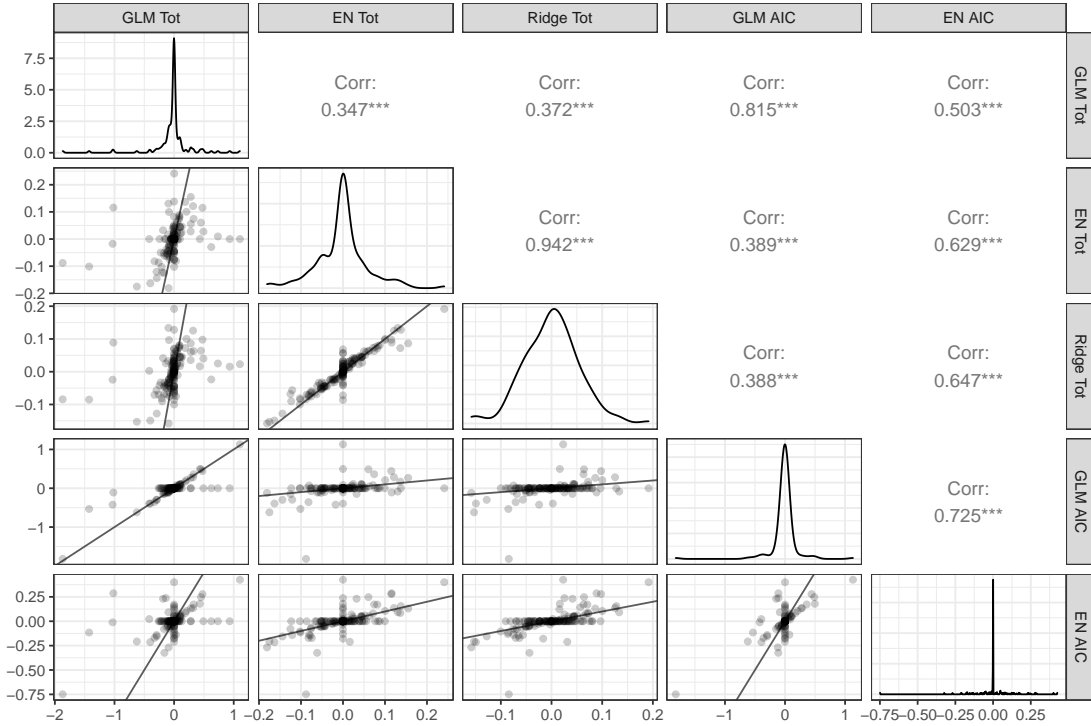 GLM Tot
EN Tot
Ridge Tot
GLM AIC
EN AIC
7.5
5.0
2.5
0.0
Corr:
0.347***
Corr:
0.372***
Corr:
0.815***
Corr:
0.503***
GLM Tot
0.2
0.1
0.0
−0.1
−0.2
Corr:
0.942***
Corr:
0.389***
Corr:
0.629***
EN Tot
0.2
0.1
0.0
−0.1
Corr:
0.388***
Corr:
0.647***
Ridge Tot
1
0
−1
Corr:
0.725***
GLM AIC
0.25
0.00
−0.25
−0.50
−0.75
EN AIC
−2 −1 0 1
−0.2 −0.1 0.0 0.1 0.2
−0.1 0.0 0.1 0.2
−1 0 1
−0.75 −0.50 −0.25 0.00 0.25